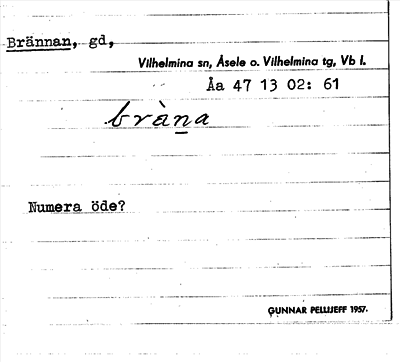 Brännan, gd,
Vilhelmina sn, Åsele o. Vilhelmina tg, Vb l.
Åa 47 13 02: 61
bràna
Numera öde?
GUNNAR PELLIJEFF 1957.